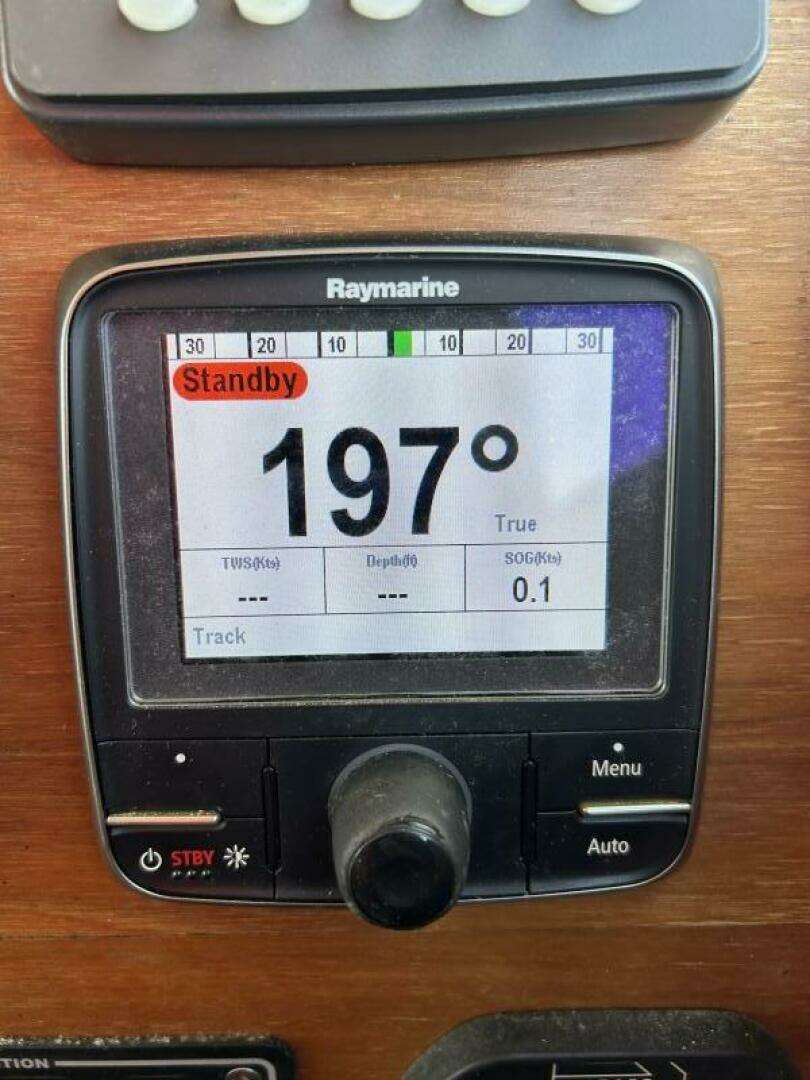 Raymarine
30 20 10 10 20 30
Standby
197°
True
TWS(Kts) Depth(ft) SOG(Kts)
--- --- 0.1
Track
Menu
STBY
Auto
TION